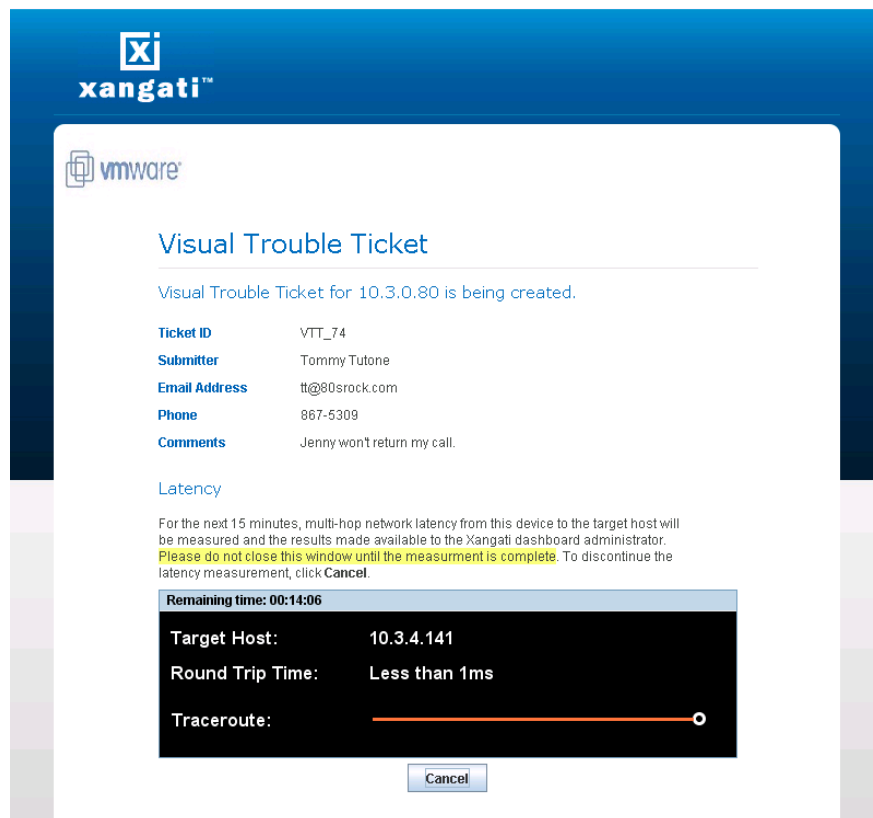 xi
xangati™
vmware®
Visual Trouble Ticket
Visual Trouble Ticket for 10.3.0.80 is being created.
Ticket ID VTT_74
Submitter Tommy Tutone
Email Address tt@80srock.com
Phone 867-5309
Comments Jenny won't return my call.
Latency
For the next 15 minutes, multi-hop network latency from this device to the target host will
be measured and the results made available to the Xangati dashboard administrator.
Please do not close this window until the measurment is complete. To discontinue the
latency measurement, click Cancel.
Remaining time: 00:14:06
Target Host: 10.3.4.141
Round Trip Time: Less than 1ms
Traceroute:
Cancel